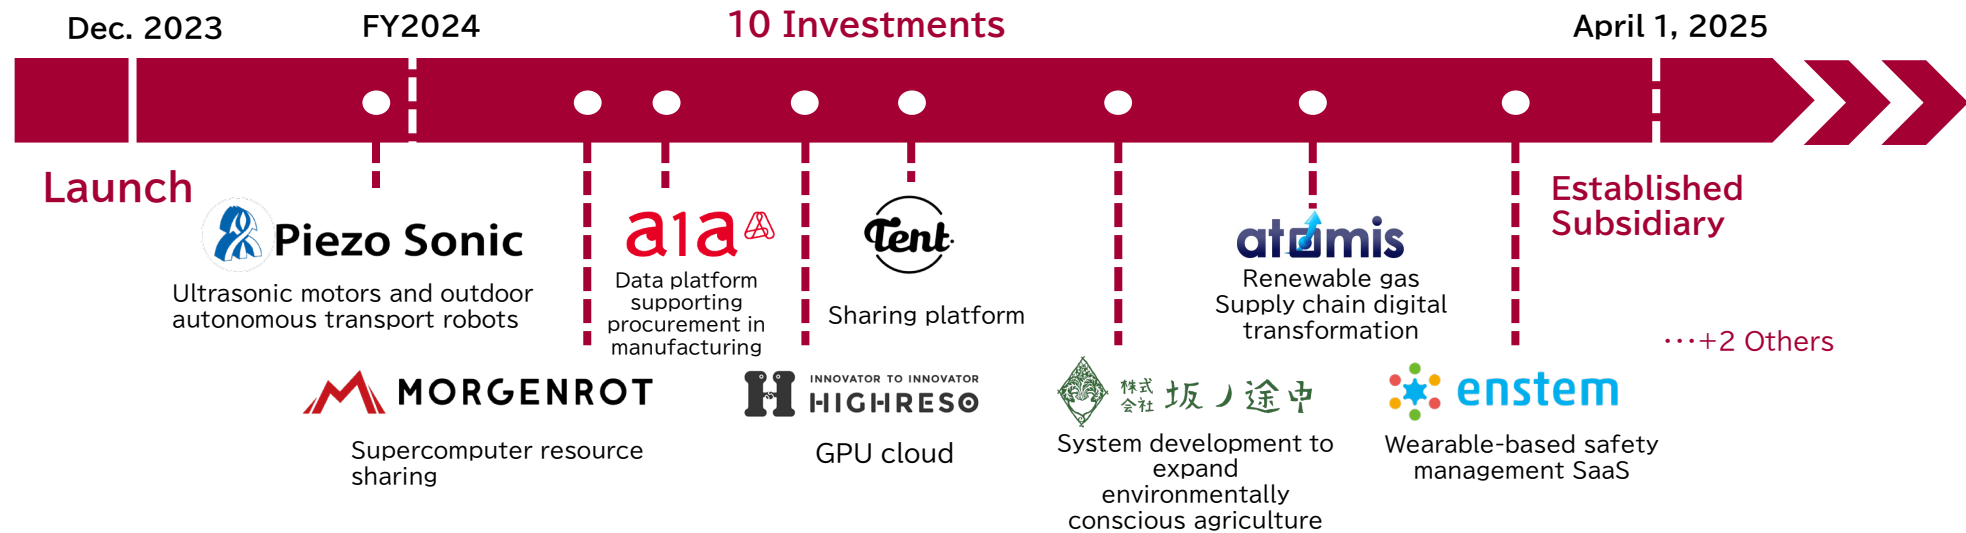 Dec. 2023
FY2024
10 Investments
April 1, 2025
Launch
Established
Subsidiary
Piezo Sonic
Ultrasonic motors and outdoor
autonomous transport robots
a1a
Data platform
supporting
procurement in
manufacturing
Tent
Sharing platform
atomis
Renewable gas
Supply chain digital
transformation
···+2 Others
MORGENROT
Supercomputer resource
sharing
INNOVATOR TO INNOVATOR
HIGHRESO
GPU cloud
株式
会社 坂ノ途中
System development to
expand
environmentally
conscious agriculture
enstem
Wearable-based safety
management SaaS